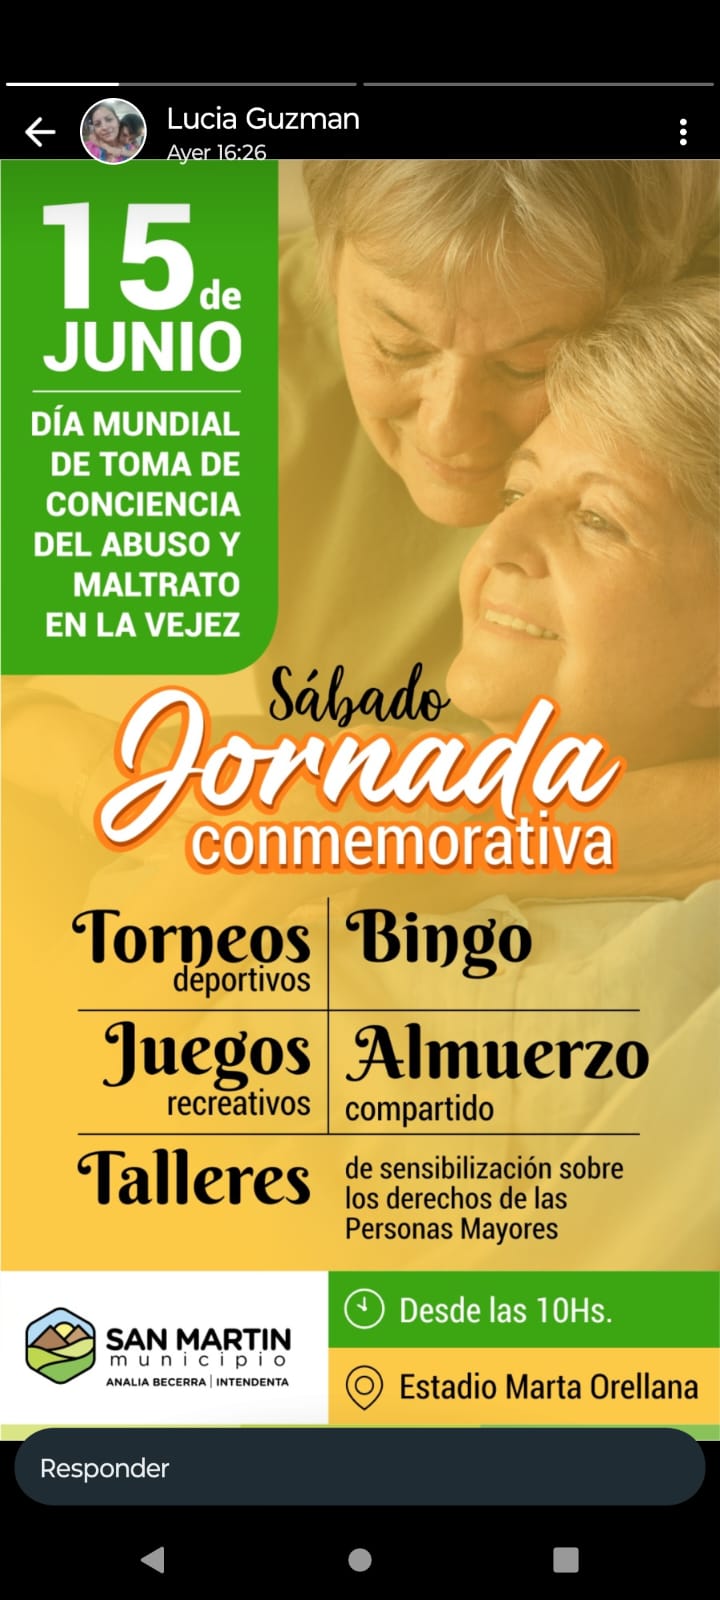 Lucia Guzman
Ayer 16:26
15 de
JUNIO
DÍA MUNDIAL
DE TOMA DE
CONCIENCIA
DEL ABUSO Y
MALTRATO
EN LA VEJEZ
Sábado
Jornada
conmemorativa
Torneos
deportivos
Bingo
Juegos
recreativos
Almuerzo
compartido
Talleres
de sensibilización sobre
los derechos de las
Personas Mayores
SAN MARTIN
municipio
ANALIA BECERRA | INTENDENTA
Desde las 10Hs.
Estadio Marta Orellana
Responder